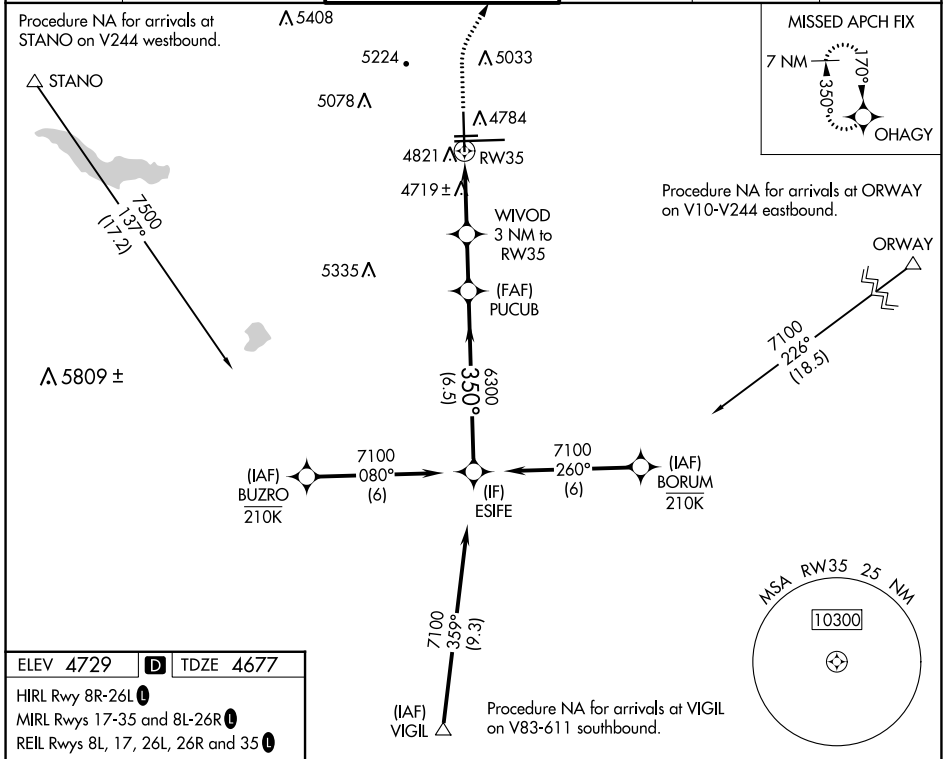 Procedure NA for arrivals at
STANO on V244 westbound.
STANO
7500
137°
(17.2)
5408
5224
5033
5078
4784
4821
RW35
4719 ±
WIVOD
3 NM to
RW35
5335
(FAF)
PUCUB
5809 ±
6300
350°
(6.5)
MISSED APCH FIX
7 NM
350°
170°
OHAGY
Procedure NA for arrivals at ORWAY
on V10-V244 eastbound.
ORWAY
7100
226°
(18.5)
(IAF)
BUZRO
210K
7100
080°
(6)
(IF)
ESIFE
7100
260°
(6)
(IAF)
BORUM
210K
7100
359°
(9.3)
(IAF)
VIGIL
Procedure NA for arrivals at VIGIL
on V83-611 southbound.
MSA RW35 25 NM
10300
ELEV 4729 D TDZE 4677
HIRL Rwy 8R-26L L
MIRL Rwys 17-35 and 8L-26R L
REIL Rwys 8L, 17, 26L, 26R and 35 L